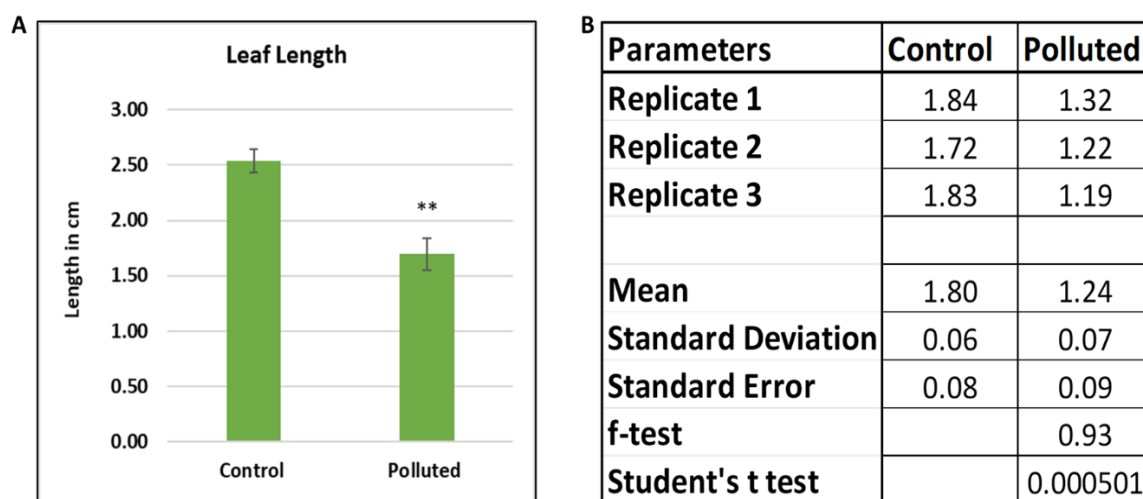 A
Leaf Length
3.00
2.50
2.00
1.50
1.00
0.50
0.00
Length in cm
**
Control Polluted
B
Parameters Control Polluted
Replicate 1 1.84 1.32
Replicate 2 1.72 1.22
Replicate 3 1.83 1.19
Mean 1.80 1.24
Standard Deviation 0.06 0.07
Standard Error 0.08 0.09
f-test 0.93
Student's t test 0.000501